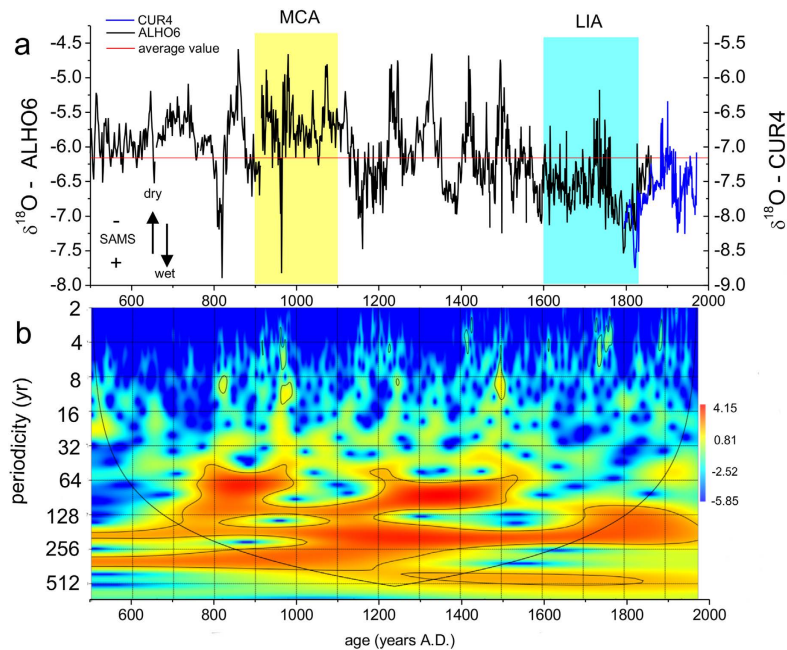 CUR4
ALHO6
average value
MCA
LIA
a
-4.5
-5.0
-5.5
-6.0
-6.5
-7.0
-7.5
-8.0
δ18O - ALHO6
-5.5
-6.0
-6.5
-7.0
-7.5
-8.0
-8.5
-9.0
δ18O - CUR4
dry
-
SAMS
+
wet
600 800 1000 1200 1400 1600 1800 2000
b
2
4
8
16
32
64
128
256
512
periodicity (yr)
4.15
0.81
-2.52
-5.85
600 800 1000 1200 1400 1600 1800 2000
age (years A.D.)